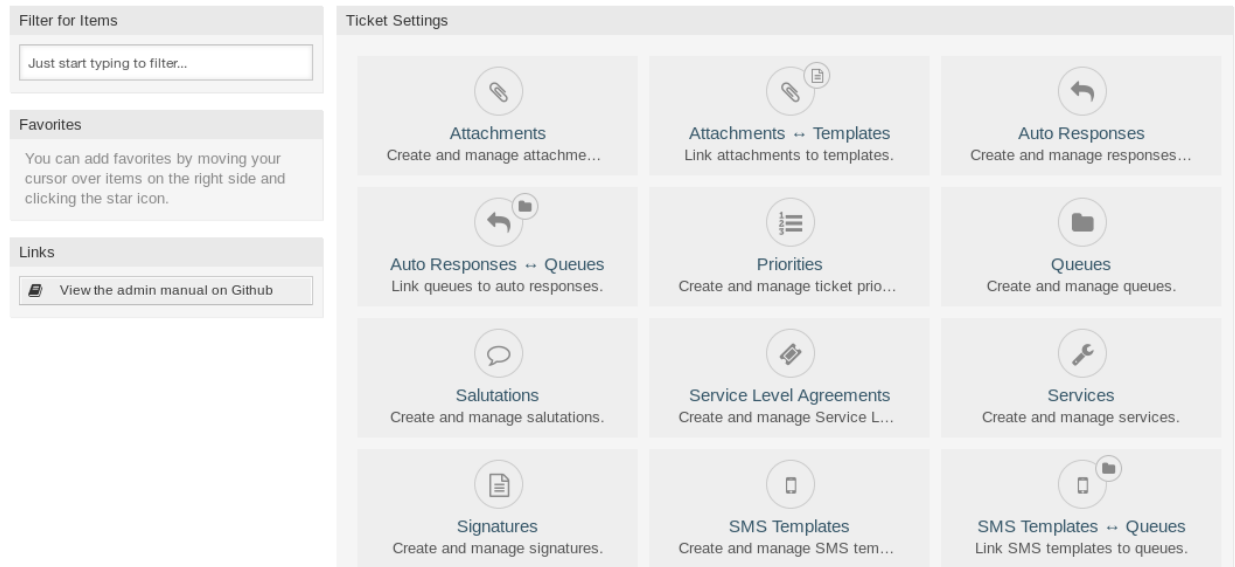 Filter for Items
Just start typing to filter...
Favorites
You can add favorites by moving your
cursor over items on the right side and
clicking the star icon.
Links
View the admin manual on Github
Ticket Settings
Attachments
Create and manage attachme…
Attachments ↔ Templates
Link attachments to templates.
Auto Responses
Create and manage responses…
Auto Responses ↔ Queues
Link queues to auto responses.
1
2
3
Priorities
Create and manage ticket prio…
Queues
Create and manage queues.
Salutations
Create and manage salutations.
Service Level Agreements
Create and manage Service L…
Services
Create and manage services.
Signatures
Create and manage signatures.
SMS Templates
Create and manage SMS tem…
SMS Templates ↔ Queues
Link SMS templates to queues.